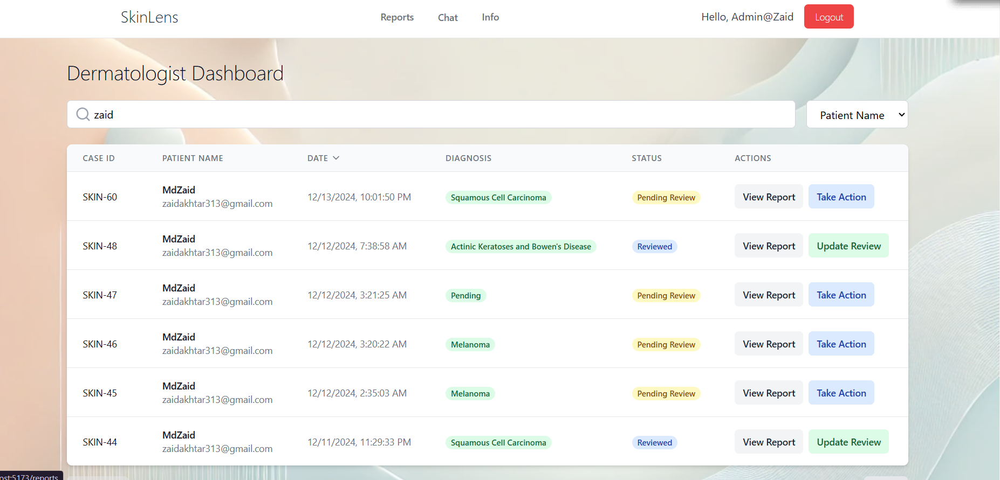 SkinLens
Reports Chat Info
Hello, Admin@Zaid Logout
Dermatologist Dashboard
zaid
Patient Name
CASE ID PATIENT NAME DATE DIAGNOSIS STATUS ACTIONS
SKIN-60 MdZaid 12/13/2024, 10:01:50 PM Squamous Cell Carcinoma Pending Review View Report Take Action
zaidakhtar313@gmail.com
SKIN-48 MdZaid 12/12/2024, 7:38:58 AM Actinic Keratoses and Bowen's Disease Reviewed View Report Update Review
zaidakhtar313@gmail.com
SKIN-47 MdZaid 12/12/2024, 3:21:25 AM Pending Pending Review View Report Take Action
zaidakhtar313@gmail.com
SKIN-46 MdZaid 12/12/2024, 3:20:22 AM Melanoma Pending Review View Report Take Action
zaidakhtar313@gmail.com
SKIN-45 MdZaid 12/12/2024, 2:35:03 AM Melanoma Pending Review View Report Take Action
zaidakhtar313@gmail.com
SKIN-44 MdZaid 12/11/2024, 11:29:33 PM Squamous Cell Carcinoma Reviewed View Report Update Review
zaidakhtar313@gmail.com
ost:5173/reports